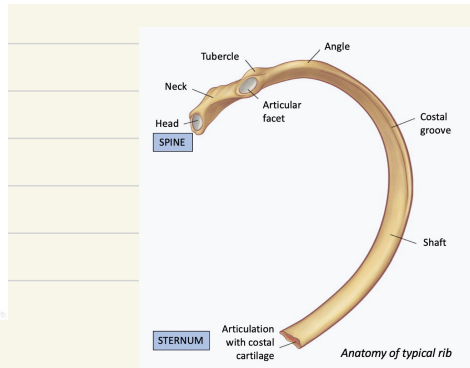 Angle
Tubercle
Neck
Articular
facet
Costal
groove
Head
SPINE
Shaft
Articulation
with costal
cartilage
STERNUM
Anatomy of typical rib